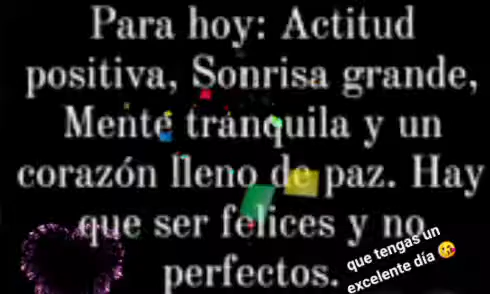 Para hoy: Actitud
positiva, Sonrisa grande,
Mente tranquila y un
corazón lleno de paz. Hay
que ser felices y no
perfectos.
que tengas un
excelente día 😘